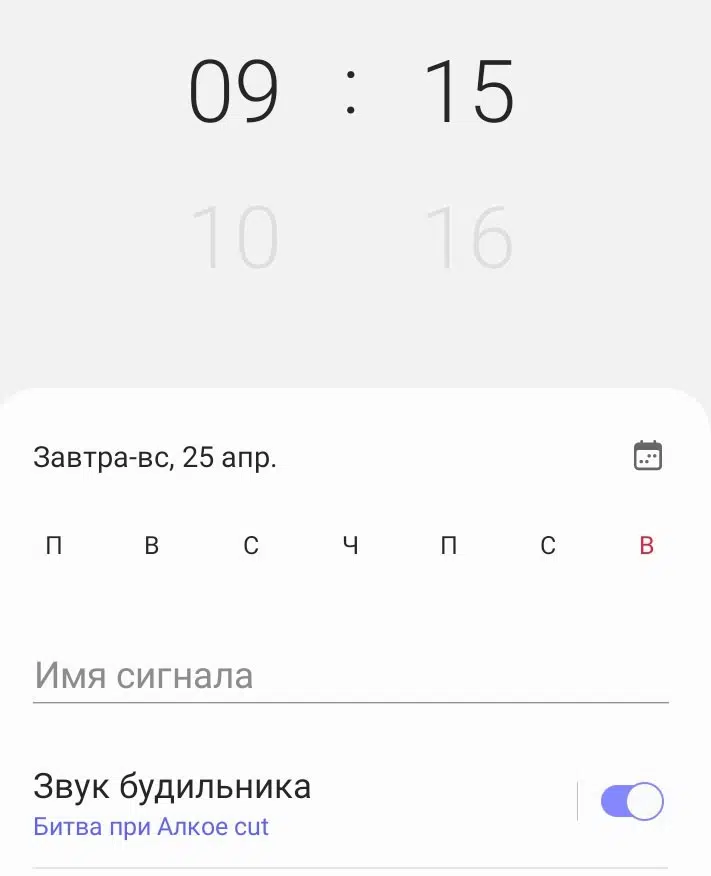 09 : 15
10 16
Завтра-вс, 25 апр.
П В С Ч П С В
Имя сигнала
Звук будильника
Битва при Алкое cut